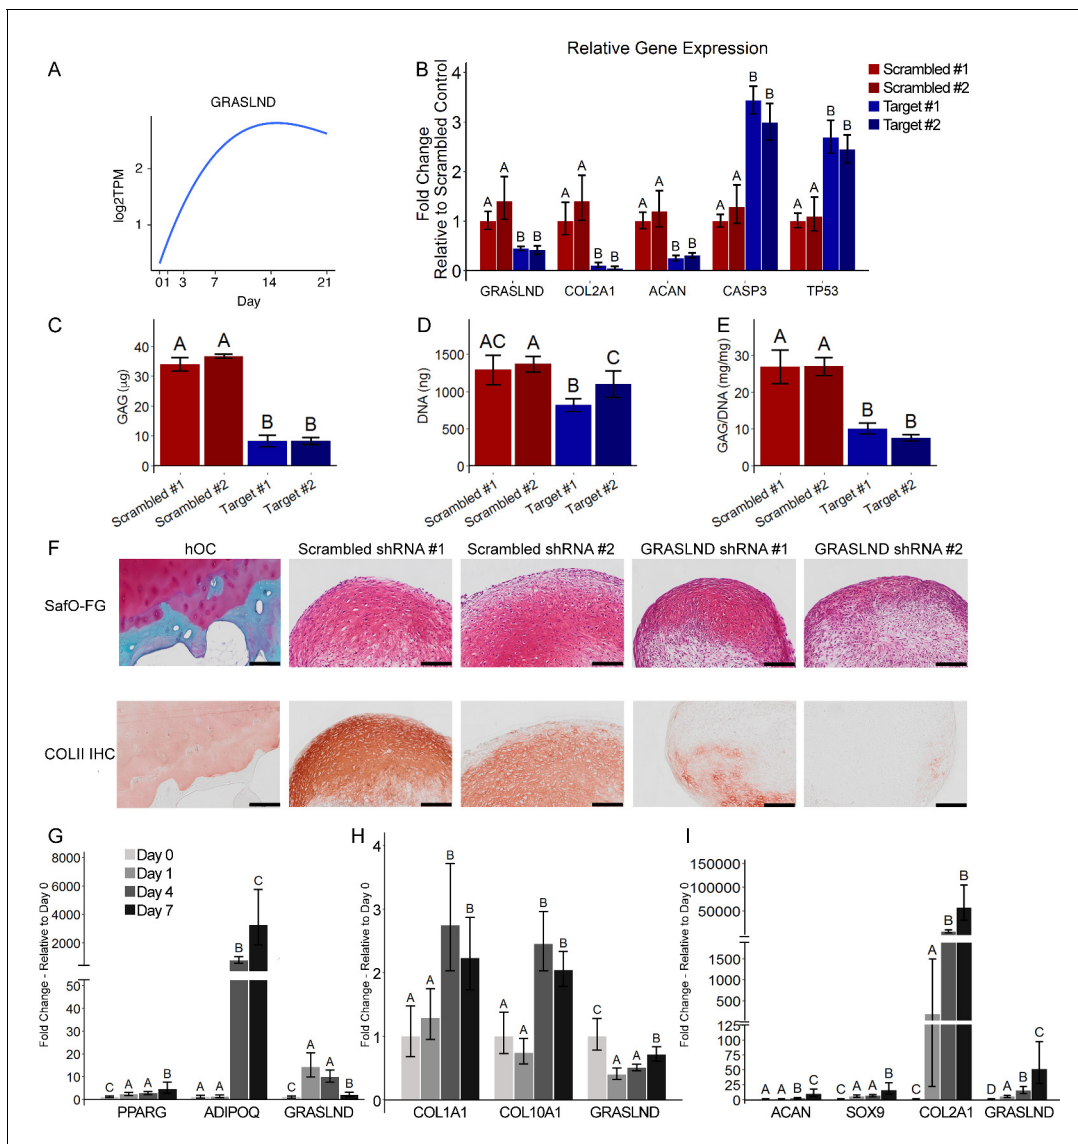 A
GRASLND
log2TPM
2
1
01 3 7 14 21
Day
B
Relative Gene Expression
Fold Change
Relative to Scrambled Control
4
3
2
1
0
A A B B
A A B B
A A B B
A A B B
A A B B
GRASLND COL2A1 ACAN CASP3 TP53
Scrambled #1
Scrambled #2
Target #1
Target #2
C
GAG (µg)
40
30
20
10
0
A A B B
Scrambled #1 Scrambled #2 Target #1 Target #2
D
DNA (ng)
1500
1000
500
0
AC A B C
Scrambled #1 Scrambled #2 Target #1 Target #2
E
GAG/DNA (mg/mg)
30
20
10
0
A A B B
Scrambled #1 Scrambled #2 Target #1 Target #2
F
hOC Scrambled shRNA #1 Scrambled shRNA #2 GRASLND shRNA #1 GRASLND shRNA #2
SafO-FG
COLII IHC
G
Fold Change - Relative to Day 0
8000
6000
4000
2000
50
40
30
20
10
0
Day 0
Day 1
Day 4
Day 7
C A A B
A A B C
C A A B
PPARG ADIPOQ GRASLND
H
Fold Change - Relative to Day 0
4
3
2
1
0
A A B B
A A B B
C A A B
COL1A1 COL10A1 GRASLND
I
Fold Change - Relative to Day 0
150000
100000
50000
1500
1000
500
125
100
75
50
25
0
A A B C
C A A B
C A B B
D A B C
ACAN SOX9 COL2A1 GRASLND